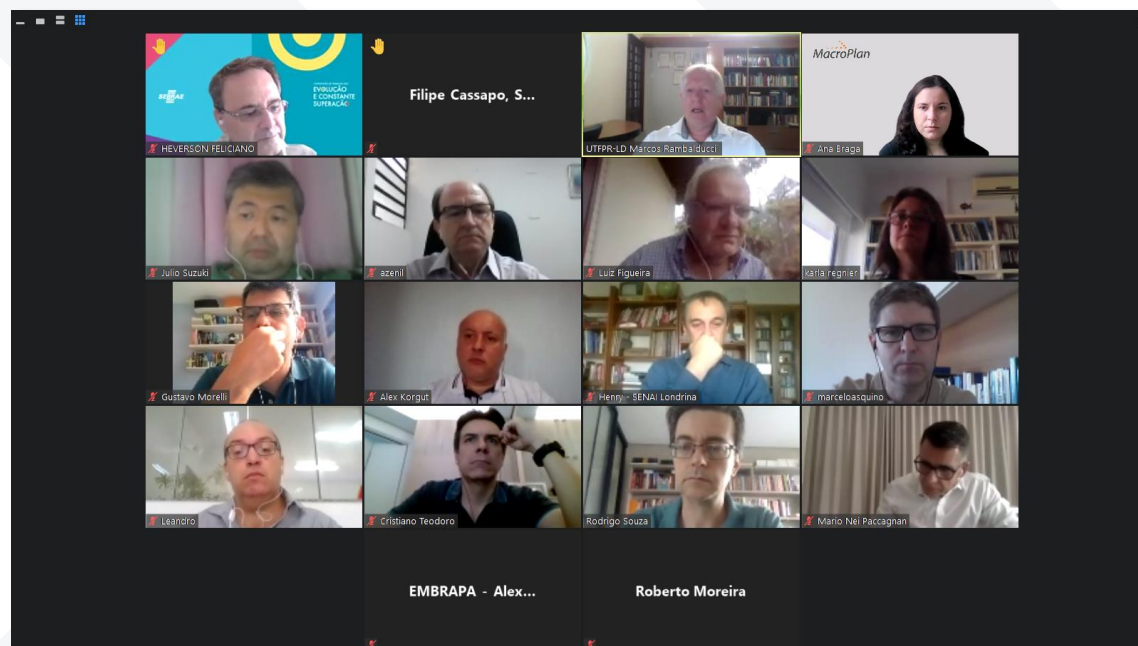 SEBRAE
EVOLUÇÃO
E CONSTANTE
SUPERAÇÃO
HEVERSON FELICIANO
Filipe Cassapo, S...
UTFPR-LD Marcos Rambalducci
MacroPlan
Ana Braga
Julio Suzuki
azenil
Luiz Figueira
karla regnier
Gustavo Morelli
Alex Korgut
Henry - SENAI Londrina
marceloasquino
Leandro
Cristiano Teodoro
Rodrigo Souza
Mario Nei Paccagnan
EMBRAPA - Alex...
Roberto Moreira